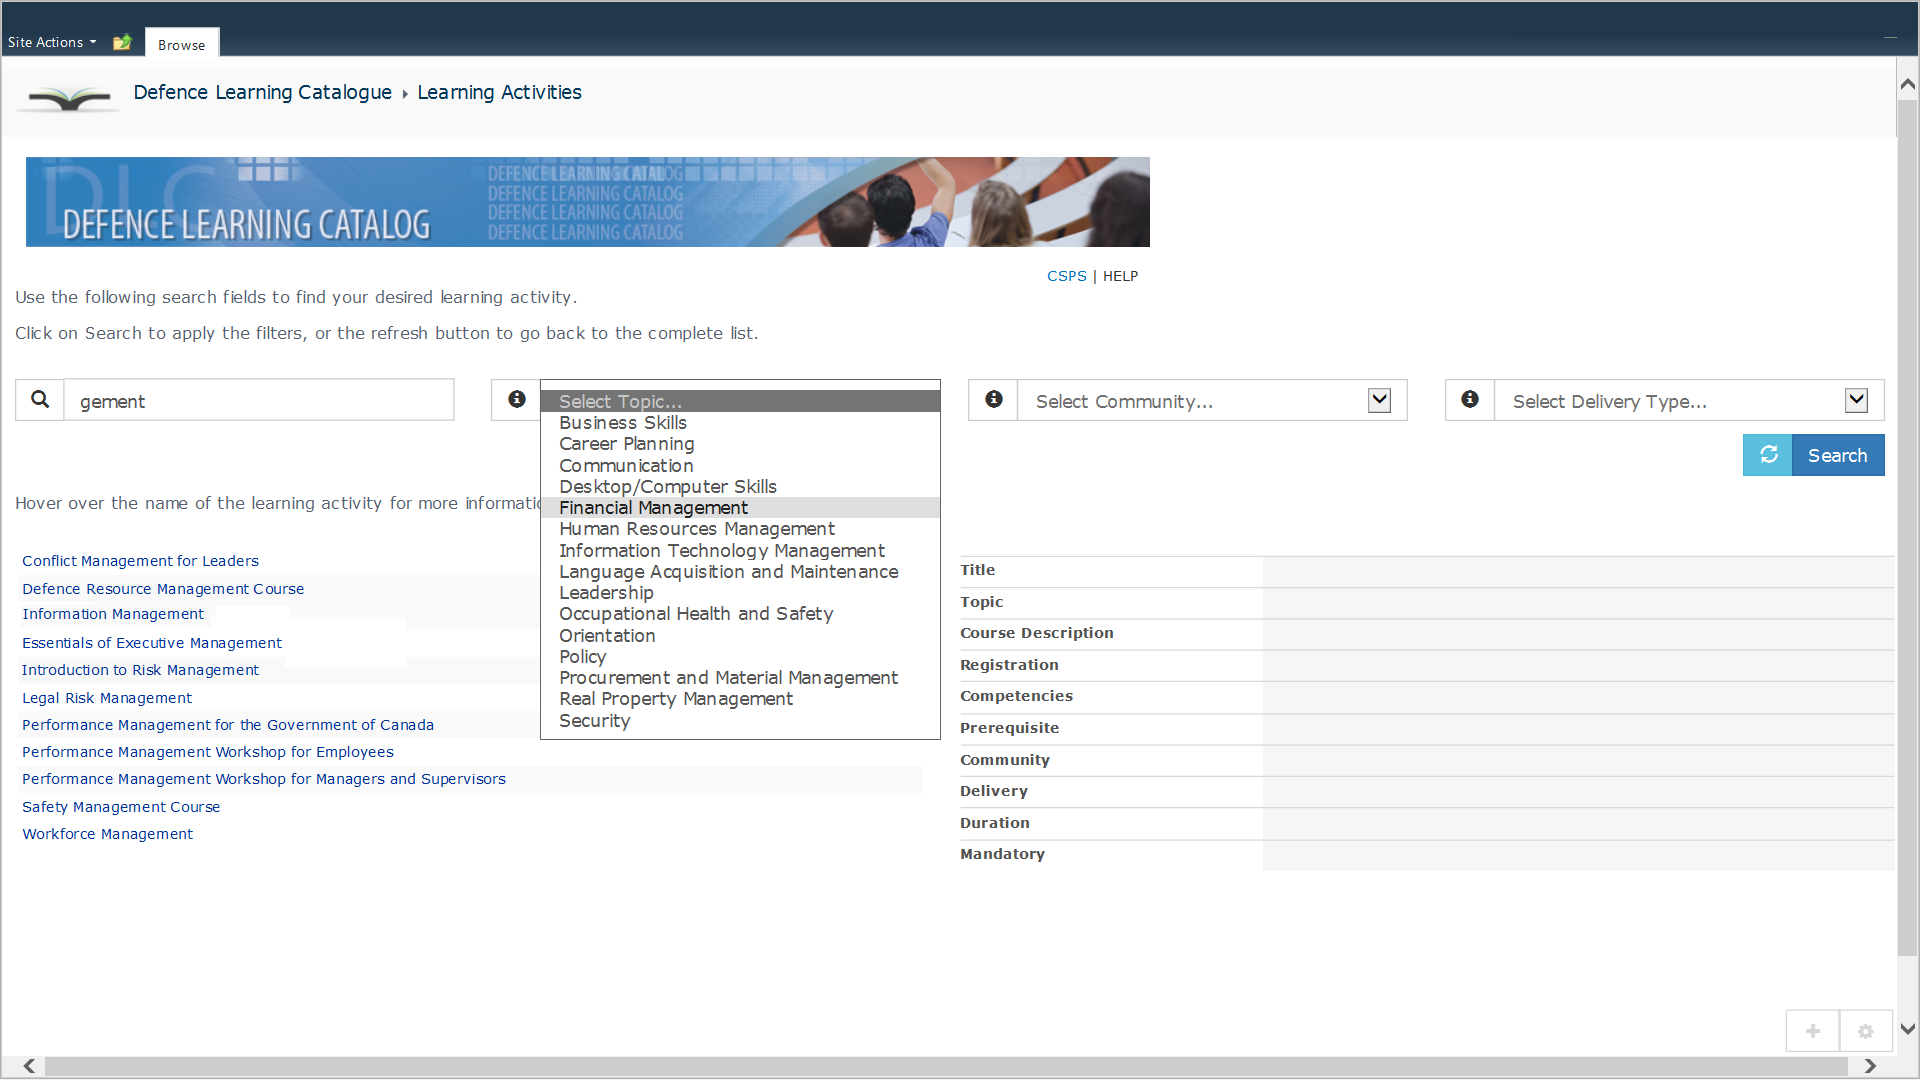 Site Actions
Browse
Defence Learning Catalogue ▸ Learning Activities
DLC
DEFENCE LEARNING CATALOG
DEFENCE LEARNING CATALOG
DEFENCE LEARNING CATALOG
DEFENCE LEARNING CATALOG
DEFENCE LEARNING CATALOG
CSPS | HELP
Use the following search fields to find your desired learning activity.
Click on Search to apply the filters, or the refresh button to go back to the complete list.
gement
Select Topic...
Business Skills
Career Planning
Communication
Desktop/Computer Skills
Financial Management
Human Resources Management
Information Technology Management
Language Acquisition and Maintenance
Leadership
Occupational Health and Safety
Orientation
Policy
Procurement and Material Management
Real Property Management
Security
Select Community...
Select Delivery Type...
Search
Hover over the name of the learning activity for more
Conflict Management for Leaders
Defence Resource Management Course
Information Management
Essentials of Executive Management
Introduction to Risk Management
Legal Risk Management
Performance Management for the Government of Canada
Performance Management Workshop for Employees
Performance Management Workshop for Managers and Supervisors
Safety Management Course
Workforce Management
Title
Topic
Course Description
Registration
Competencies
Prerequisite
Community
Delivery
Duration
Mandatory